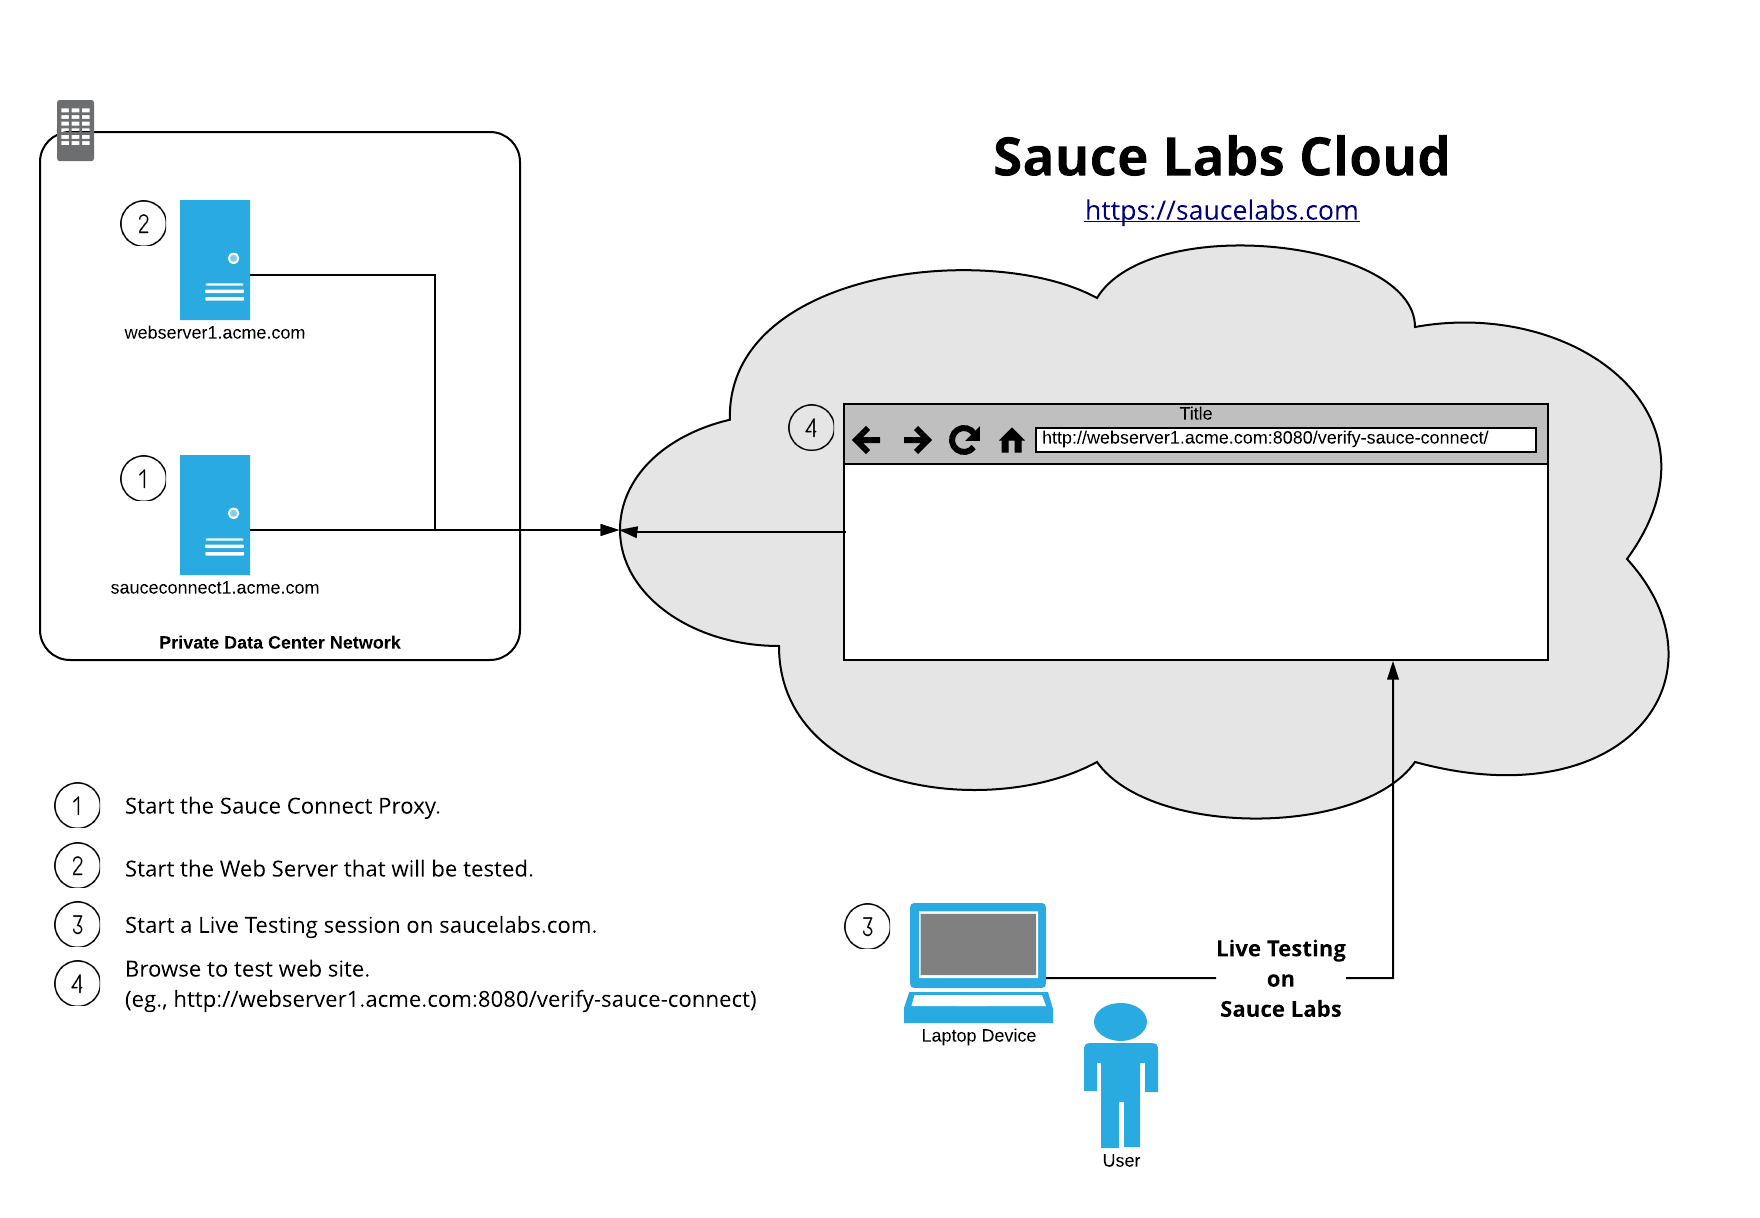 Sauce Labs Cloud
https://saucelabs.com
2
webserver1.acme.com
1
sauceconnect1.acme.com
Private Data Center Network
4
Title
http://webserver1.acme.com:8080/verify-sauce-connect/
1 Start the Sauce Connect Proxy.
2 Start the Web Server that will be tested.
3 Start a Live Testing session on saucelabs.com.
4 Browse to test web site.
(eg., http://webserver1.acme.com:8080/verify-sauce-connect)
3
Laptop Device
Live Testing
on
Sauce Labs
User